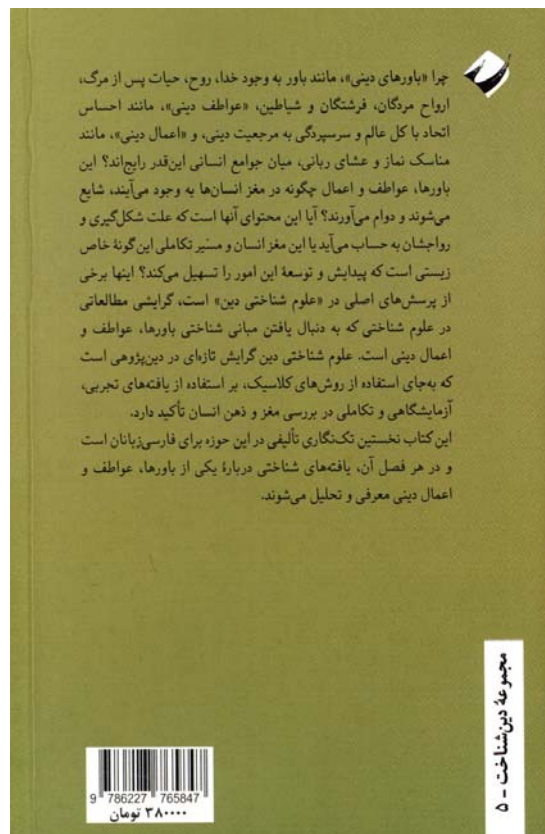 چرا «باورهای دینی»، مانند باور به وجود خدا، روح، حیات پس از مرگ،
ارواح مردگان، فرشتگان و شیاطین، «عواطف دینی»، مانند احساس
اتحاد با کل عالم و سرسپردگی به مرجعیت دینی، و «اعمال دینی»، مانند
مناسک نماز و عشای ربانی، میان جوامع انسانی این‌قدر رایج‌اند؟ این
باورها، عواطف و اعمال چگونه در مغز انسان‌ها به وجود می‌آیند، شایع
می‌شوند و دوام می‌آورند؟ آیا این محتوای آنها است که علت شکل‌گیری و
رواجشان به حساب می‌آید یا این مغز انسان و مسیر تکاملی این گونهٔ خاص
زیستی است که پیدایش و توسعهٔ این امور را تسهیل می‌کند؟ اینها برخی
از پرسش‌های اصلی در «علوم شناختی دین» است، گرایشی مطالعاتی
در علوم شناختی که به دنبال یافتن مبانی شناختی باورها، عواطف و
اعمال دینی است. علوم شناختی دین گرایش تازه‌ای در دین‌پژوهی است
که به‌جای استفاده از روش‌های کلاسیک، بر استفاده از یافته‌های تجربی،
آزمایشگاهی و تکاملی در بررسی مغز و ذهن انسان تأکید دارد.
این کتاب نخستین تک‌نگاری تألیفی در این حوزه برای فارسی‌زبانان است
و در هر فصل آن، یافته‌های شناختی دربارهٔ یکی از باورها، عواطف و
اعمال دینی معرفی و تحلیل می‌شوند.
مجموعهٔ دین‌شناخت - ۵
9 786227 765847
۳۸۰۰۰۰ تومان